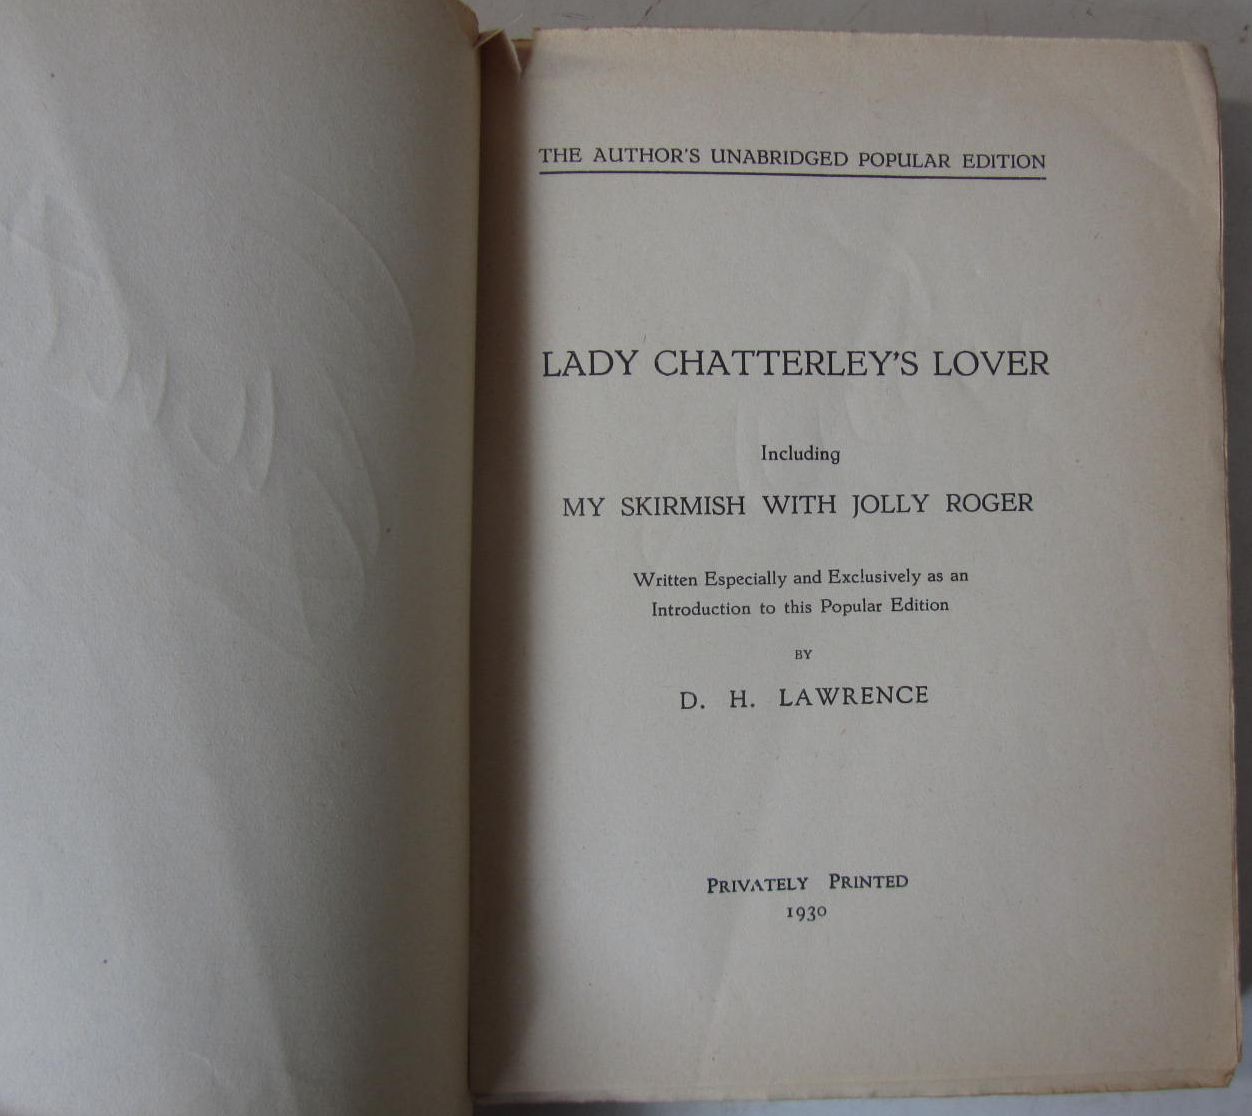 THE AUTHOR'S UNABRIDGED POPULAR EDITION
LADY CHATTERLEY'S LOVER
Including
MY SKIRMISH WITH JOLLY ROGER
Written Especially and Exclusively as an
Introduction to this Popular Edition
BY
D. H. LAWRENCE
PRIVATELY PRINTED
1930